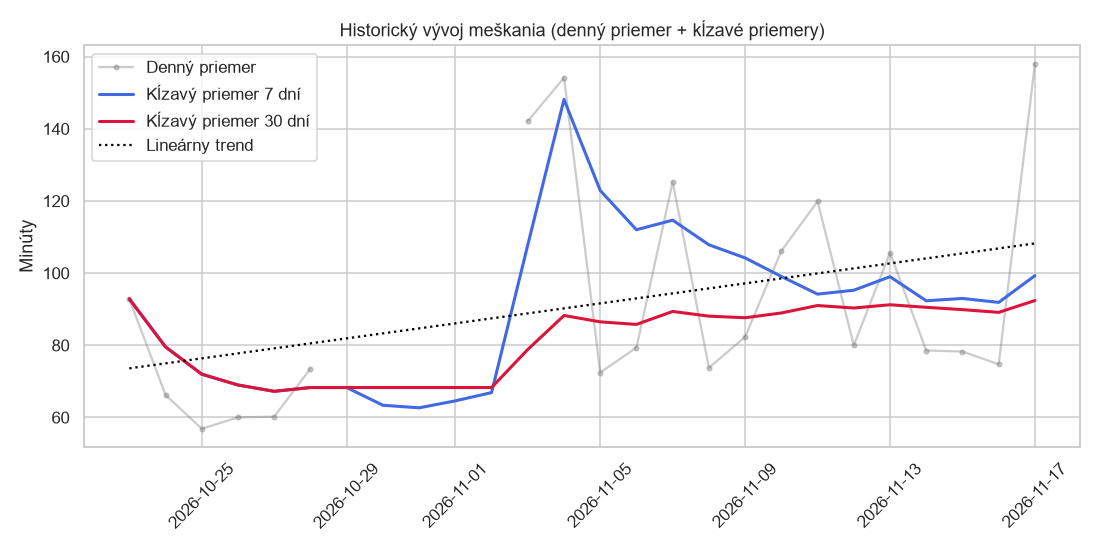 Historický vývoj meškania (denný priemer + kĺzavé priemery)
Minúty
160
140
120
100
80
60
Denný priemer
Kĺzavý priemer 7 dní
Kĺzavý priemer 30 dní
Lineárny trend
2026-10-25
2026-10-29
2026-11-01
2026-11-05
2026-11-09
2026-11-13
2026-11-17